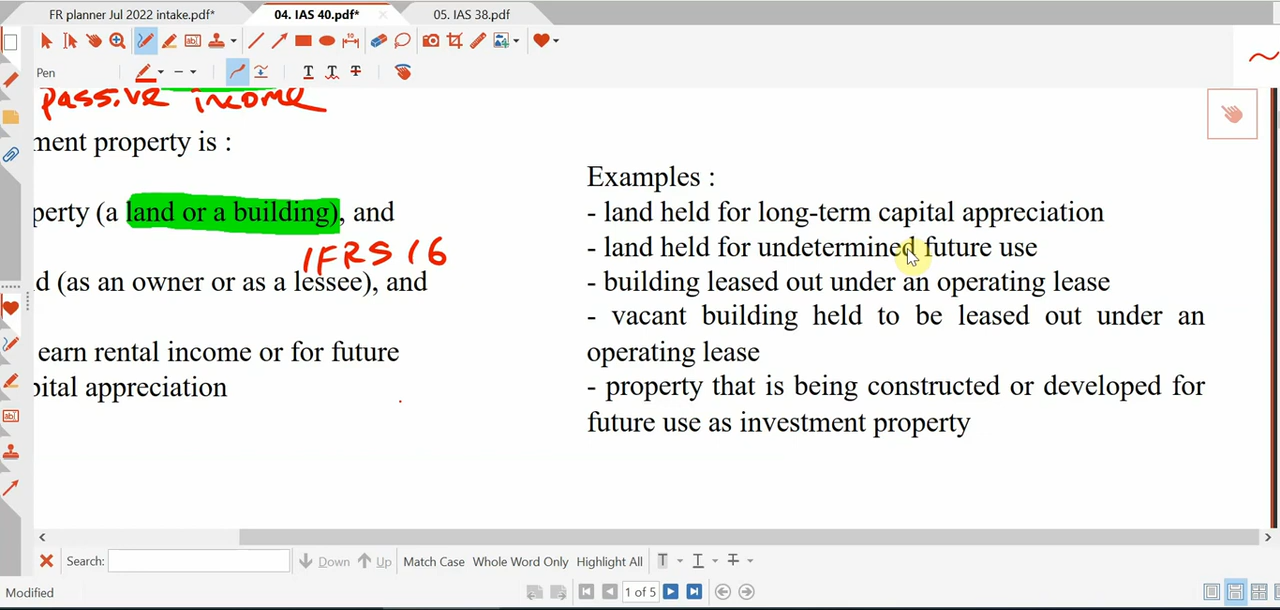 FR planner Jul 2022 intake.pdf*
04. IAS 40.pdf*
05. IAS 38.pdf
Pen
passive income
ment property is :
perty (a land or a building), and
IFRS 16
d (as an owner or as a lessee), and
earn rental income or for future
pital appreciation
Examples :
- land held for long-term capital appreciation
- land held for undetermined future use
- building leased out under an operating lease
- vacant building held to be leased out under an
operating lease
- property that is being constructed or developed for
future use as investment property
Search:
Down
Up
Match Case
Whole Word Only
Highlight All
Modified
1 of 5